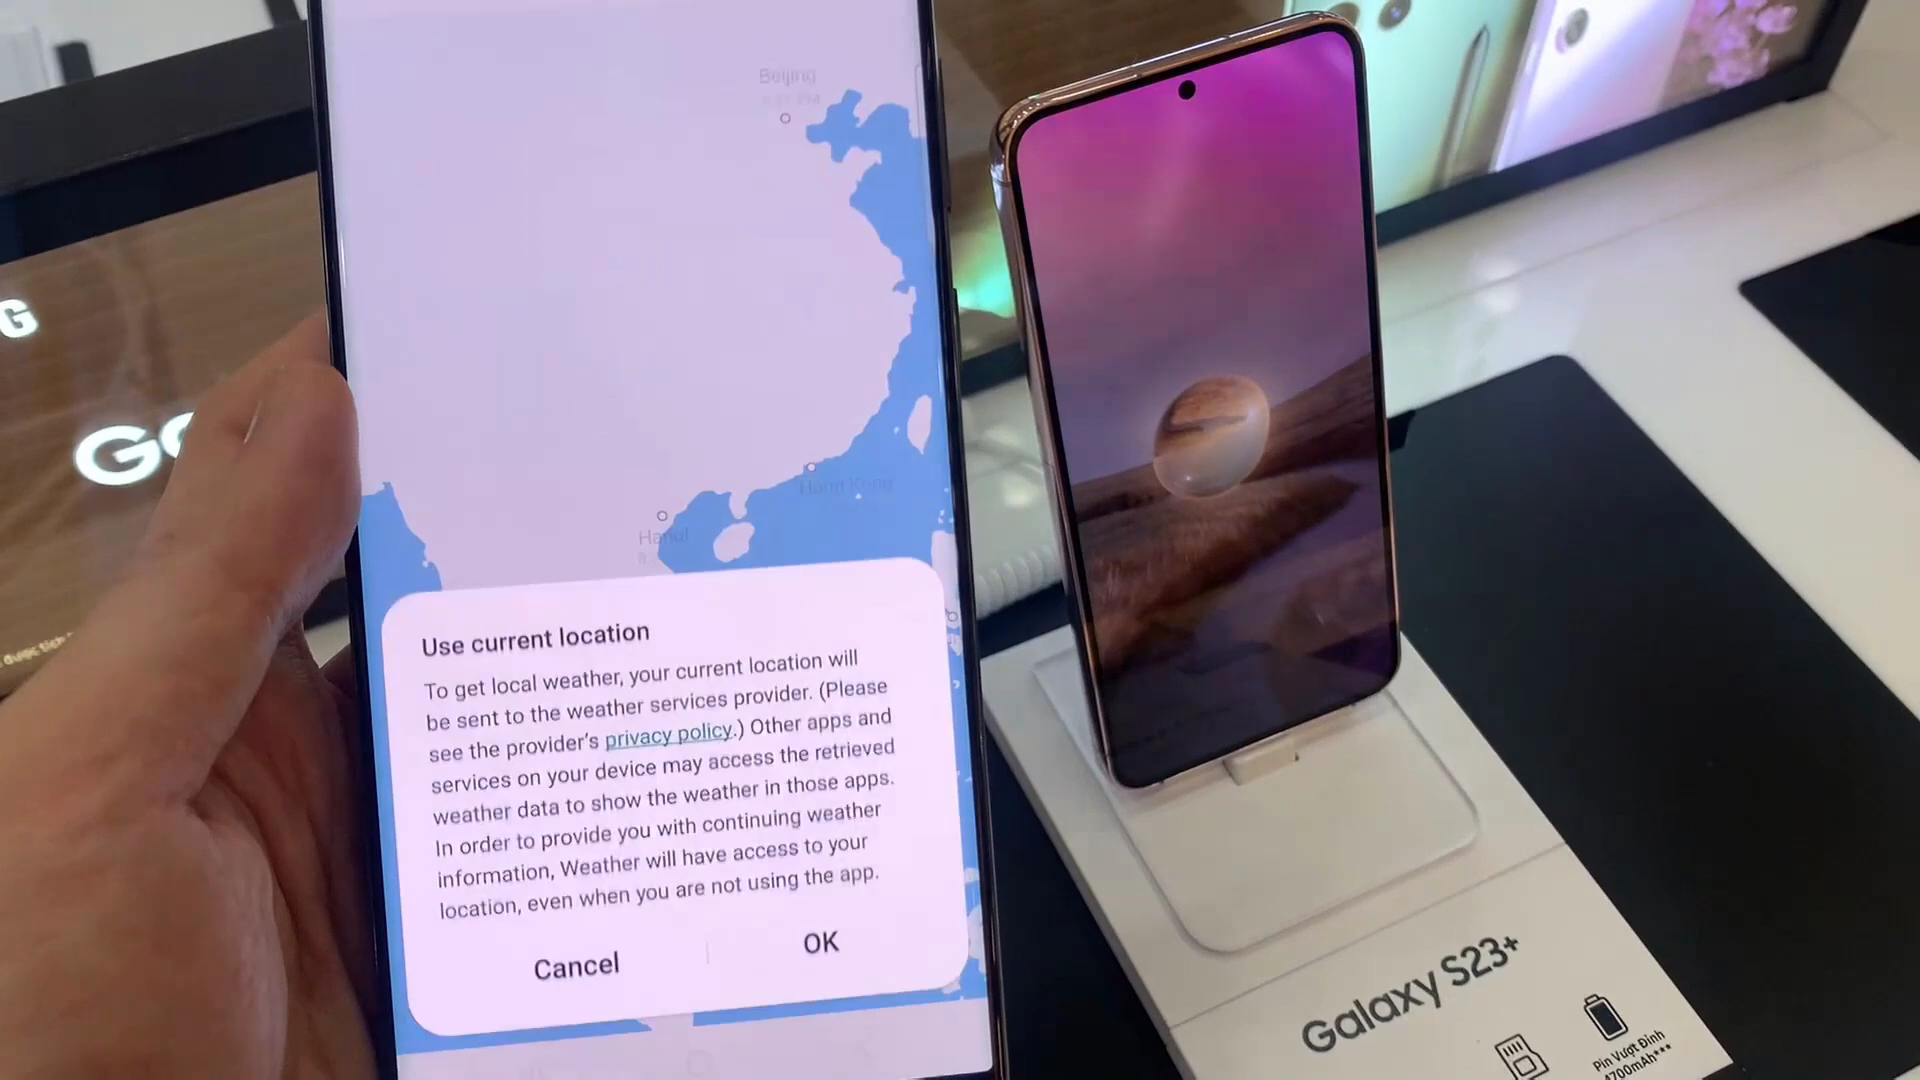 Beijing
Hong Kong
Hanoi
G
Ga
Use current location
To get local weather, your current location will
be sent to the weather services provider. (Please
see the provider's privacy policy.) Other apps and
services on your device may access the retrieved
weather data to show the weather in those apps.
In order to provide you with continuing weather
information, Weather will have access to your
location, even when you are not using the app.
Cancel
OK
Galaxy S23+
Pin Vượt Đỉnh
4700mAh***